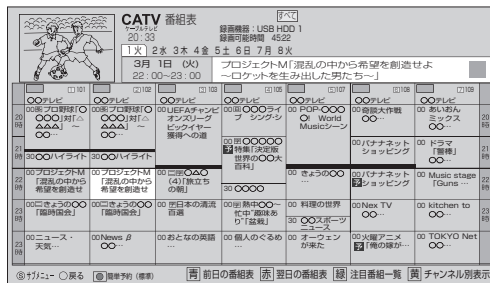 CATV 番組表
すべて
ケーブルテレビ
20:33
録画機器：USB HDD 1
録画可能時間 45:22
1火 2水 3木 4金 5土 6日 7月 8火
3月 1日 (火)
22:00~23:00
プロジェクトM「混乱の中から希望を創造せよ
~ロケットを生み出した男たち~」
101 102 103 105 107 108 109
〇〇テレビ 〇〇テレビ 〇〇テレビ 〇〇テレビ 〇〇テレビ 〇〇テレビ 〇〇テレビ
20時
00 プロ野球「〇
〇〇〇」対「△
△△△」 ~
〇〇…
00 プロ野球「〇
〇〇〇」対「△
△△△」 ~
〇〇…
00 UEFAチャンピ
オンズリーグ
ビックイヤー
獲得への道
00 〇〇〇ライ
ブ シング・シ
00 POP-〇〇〇
O! World
Musicシーン
00 奇談大作戦
〇〇…
00 あいおん
ミックス
〇〇…
21時
30 〇〇ハイライト
30 〇〇ハイライト
予 特集「決定版
世界の〇〇大
百科」
00 バナナネット
ショッピング
00 ドラマ
「警棒」
〇〇…
22時
00 プロジェクトM
「混乱の中から
希望を創造せ
00 プロジェクトM
「混乱の中から
希望を創造せ
(4)「旅立ち
の朝」
30 〇〇〇〇
00 きょうの〇〇
00 バナナネット
予 ショッピング
00 Music stage
「Guns …
23時
00 きょうの〇〇
「臨時国会」
00 きょうの〇〇
「臨時国会」
00 日本の清流
百選
00 熱中〇〇~
忙中“趣味あ
り”「盆栽」
00 料理の世界
30 〇〇スポーツ
ニュース
00 Nex TV
〇〇…
00 kitchen to
〇〇…
00 ニュース・
天気…
00 News β
〇〇…
00 おとなの英語
…
00 個人のぐるめ
…
00 オーウェン
が来た
00 火曜アニメ
予「俺の嫁が…
00 TOKYO Net
〇〇…
Ⓢサブメニュー 〇戻る 簡単予約（標準） 青 前日の番組表 赤 翌日の番組表 緑 注目番組一覧 黄 チャンネル別表示